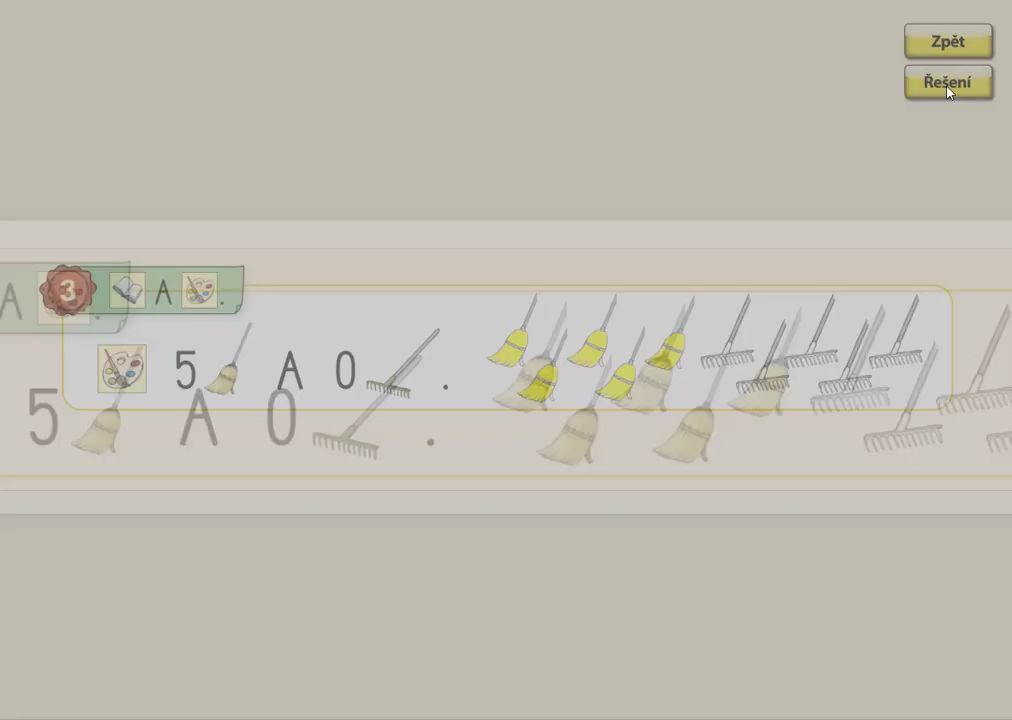 Zpět
Řešení
3 A .
5 A 0 .
A .
5 A 0 .